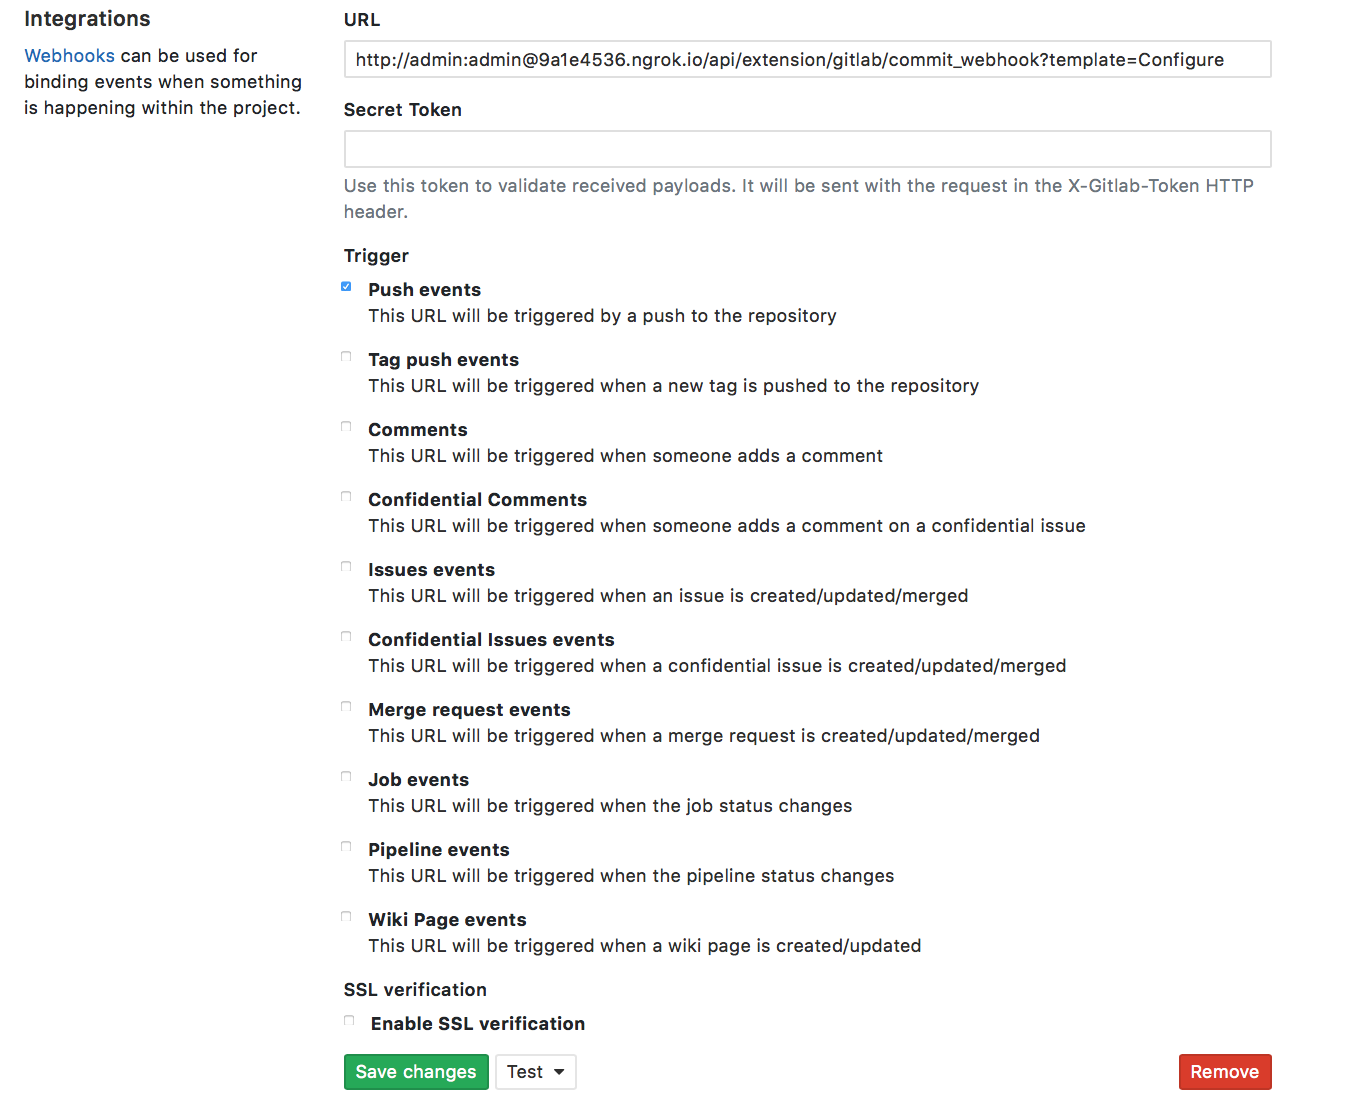 Integrations
Webhooks can be used for
binding events when something
is happening within the project.
URL
http://admin:admin@9a1e4536.ngrok.io/api/extension/gitlab/commit_webhook?template=Configure
Secret Token
Use this token to validate received payloads. It will be sent with the request in the X-Gitlab-Token HTTP
header.
Trigger
Push events
This URL will be triggered by a push to the repository
Tag push events
This URL will be triggered when a new tag is pushed to the repository
Comments
This URL will be triggered when someone adds a comment
Confidential Comments
This URL will be triggered when someone adds a comment on a confidential issue
Issues events
This URL will be triggered when an issue is created/updated/merged
Confidential Issues events
This URL will be triggered when a confidential issue is created/updated/merged
Merge request events
This URL will be triggered when a merge request is created/updated/merged
Job events
This URL will be triggered when the job status changes
Pipeline events
This URL will be triggered when the pipeline status changes
Wiki Page events
This URL will be triggered when a wiki page is created/updated
SSL verification
Enable SSL verification
Save changes
Test
Remove